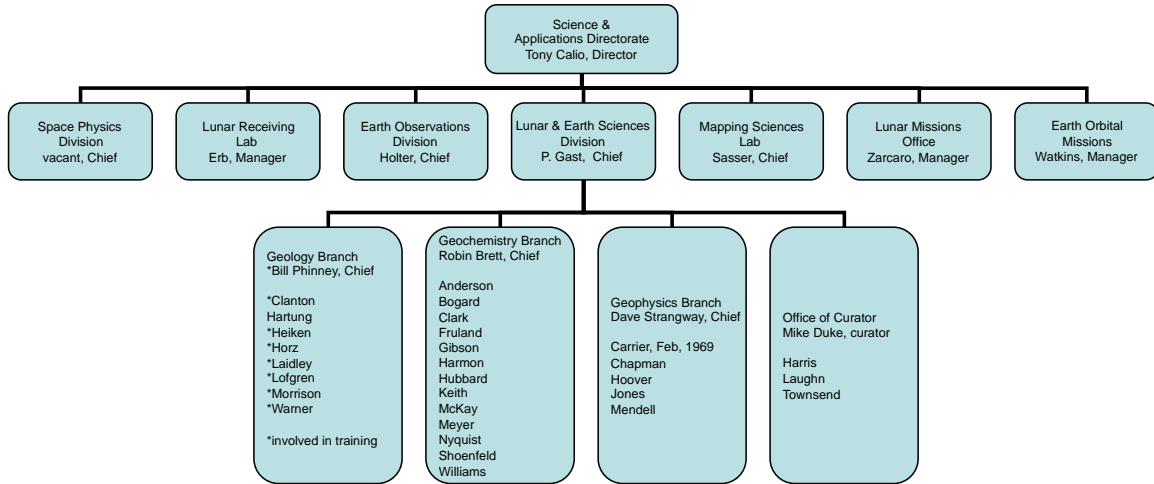 Science &
Applications Directorate
Tony Calio, Director
Space Physics
Division
vacant, Chief
Lunar Receiving
Lab
Erb, Manager
Earth Observations
Division
Holter, Chief
Lunar & Earth Sciences
Division
P. Gast, Chief
Mapping Sciences
Lab
Sasser, Chief
Lunar Missions
Office
Zarcaro, Manager
Earth Orbital
Missions
Watkins, Manager
Geology Branch
*Bill Phinney, Chief
*Clanton
Hartung
*Heiken
*Horz
*Laidley
*Lofgren
*Morrison
*Warner
*involved in training
Geochemistry Branch
Robin Brett, Chief
Anderson
Bogard
Clark
Fruland
Gibson
Harmon
Hubbard
Keith
McKay
Meyer
Nyquist
Shoenfeld
Williams
Geophysics Branch
Dave Strangway, Chief
Carrier, Feb, 1969
Chapman
Hoover
Jones
Mendell
Office of Curator
Mike Duke, curator
Harris
Laughn
Townsend